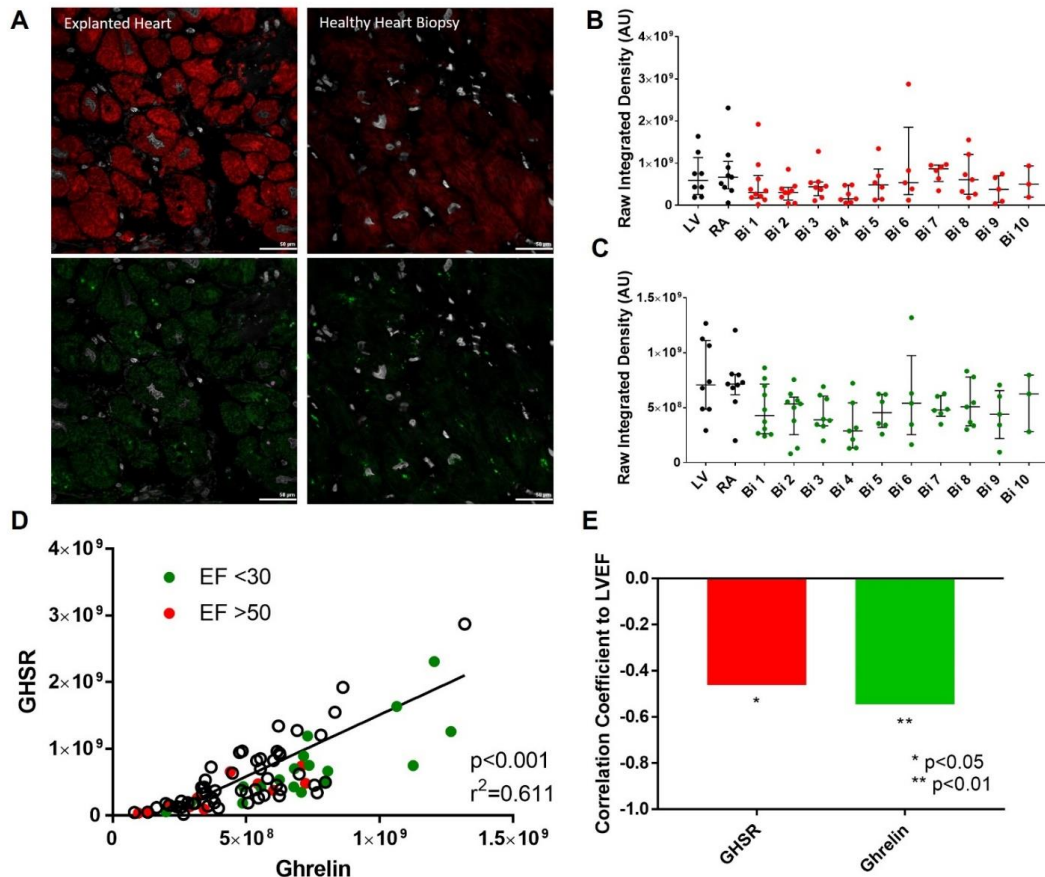 A
Explanted Heart
Healthy Heart Biopsy
50 µm
50 µm
50 µm
50 µm
B
Raw Integrated Density (AU)
4×10⁹
3×10⁹
2×10⁹
1×10⁹
0
LV
RA
Bi 1
Bi 2
Bi 3
Bi 4
Bi 5
Bi 6
Bi 7
Bi 8
Bi 9
Bi 10
C
Raw Integrated Density (AU)
1.5×10⁹
1×10⁹
5×10⁸
0
LV
RA
Bi 1
Bi 2
Bi 3
Bi 4
Bi 5
Bi 6
Bi 7
Bi 8
Bi 9
Bi 10
D
GHSR
4×10⁹
3×10⁹
2×10⁹
1×10⁹
0
EF <30
EF >50
p<0.001
r²=0.611
0
5×10⁸
1×10⁹
1.5×10⁹
Ghrelin
E
Correlation Coefficient to LVEF
0.0
-0.2
-0.4
-0.6
-0.8
-1.0
*
**
* p<0.05
** p<0.01
GHSR
Ghrelin